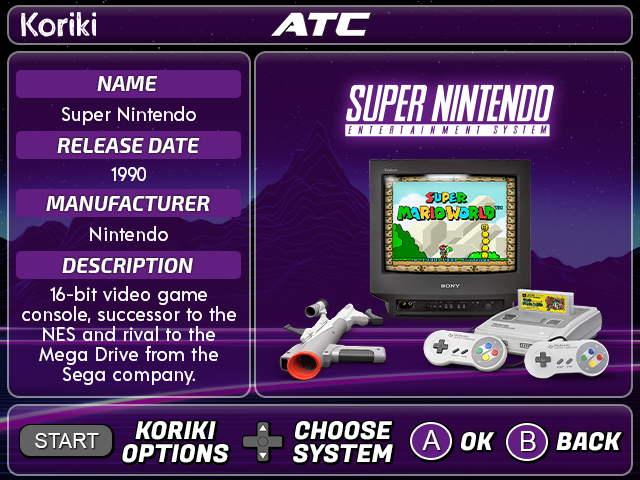 Koriki
ATC
NAME
Super Nintendo
RELEASE DATE
1990
MANUFACTURER
Nintendo
DESCRIPTION
16-bit video game
console, successor to the
NES and rival to the
Mega Drive from the
Sega company.
SUPER NINTENDO
ENTERTAINMENT SYSTEM
SUPER
MARIO WORLD
SONY
START
KORIKI
OPTIONS
CHOOSE
SYSTEM
A
OK
B
BACK